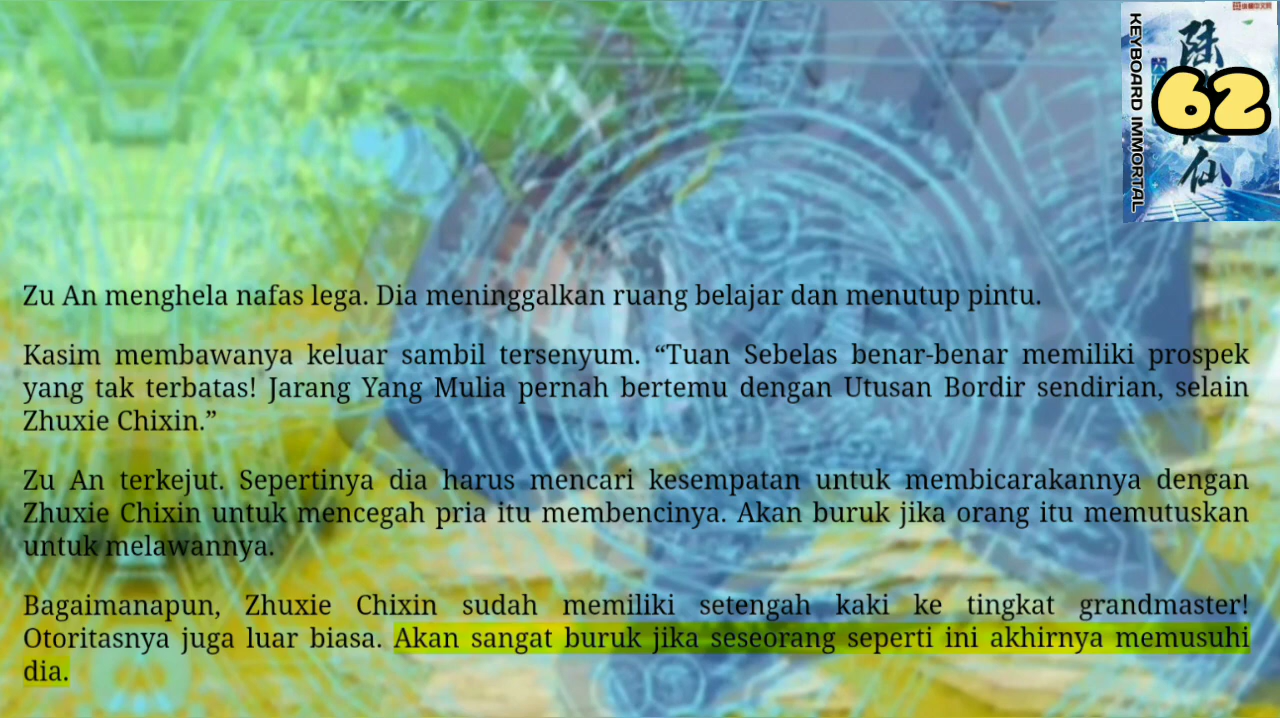 KEYBOARD IMMORTAL
62
Zu An menghela nafas lega. Dia meninggalkan ruang belajar dan menutup pintu.
Kasim membawanya keluar sambil tersenyum. “Tuan Sebelas benar-benar memiliki prospek
yang tak terbatas! Jarang Yang Mulia pernah bertemu dengan Utusan Bordir sendirian, selain
Zhuxie Chixin.”
Zu An terkejut. Sepertinya dia harus mencari kesempatan untuk membicarakannya dengan
Zhuxie Chixin untuk mencegah pria itu membencinya. Akan buruk jika orang itu memutuskan
untuk melawannya.
Bagaimanapun, Zhuxie Chixin sudah memiliki setengah kaki ke tingkat grandmaster!
Otoritasnya juga luar biasa. Akan sangat buruk jika seseorang seperti ini akhirnya memusuhi
dia.